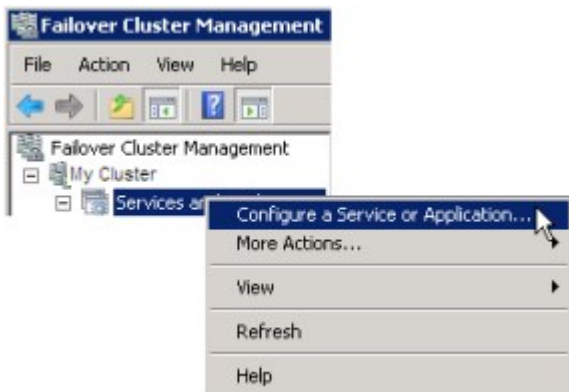 Failover Cluster Management
File Action View Help
Failover Cluster Management
My Cluster
Services
Configure a Service or Application...
More Actions...
View
Refresh
Help